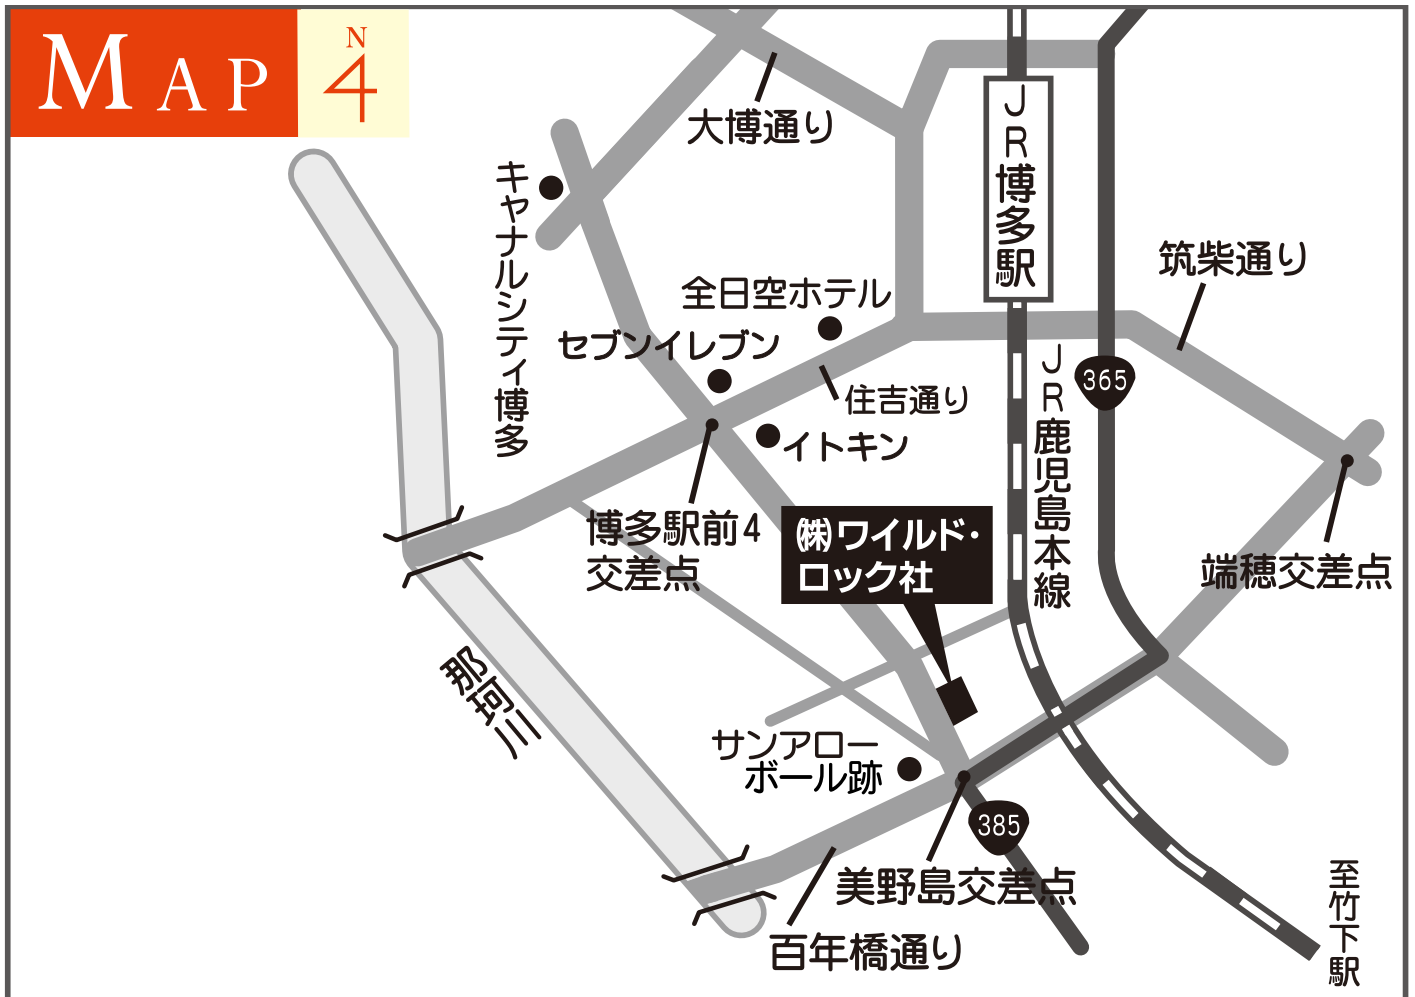 MAP
N
大博通り
JR博多駅
キャナルシティ博多
筑柴通り
全日空ホテル
セブンイレブン
365
住吉通り
JR鹿児島本線
イトキン
博多駅前4
交差点
㈱ワイルド・
ロック社
端穂交差点
那珂川
サンアロー
ボール跡
385
美野島交差点
百年橋通り
至竹下駅